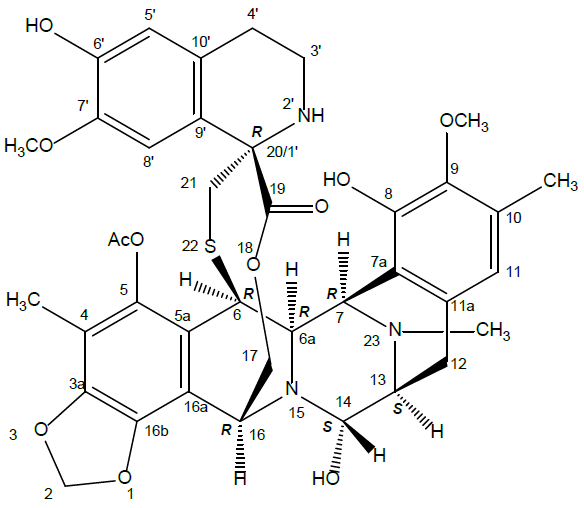 HO
5'
4'
6'
10'
3'
7'
9'
2'
NH
H3CO
8'
R
20/1'
OCH3
21
19
HO
9
8
CH3
O
10
AcO
S
22
18
O
H
7a
H
11
5
H
R
R
H3C
4
6
R
7
11a
5a
6a
N
CH3
23
17
12
3a
N
13
16a
15
14
S
H
O
3
16b
R
16
S
H
O
1
H
HO
2